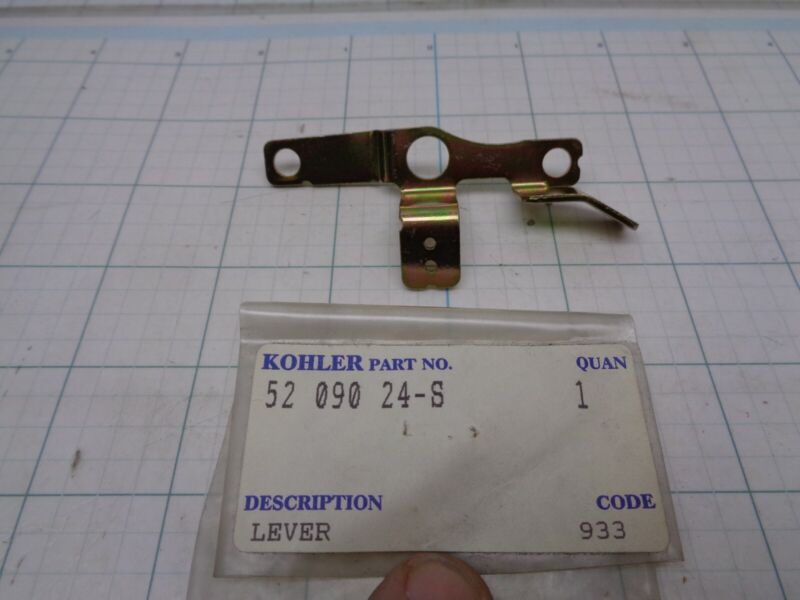 KOHLER PART NO. QUAN
52 090 24-S 1
DESCRIPTION CODE
LEVER 933